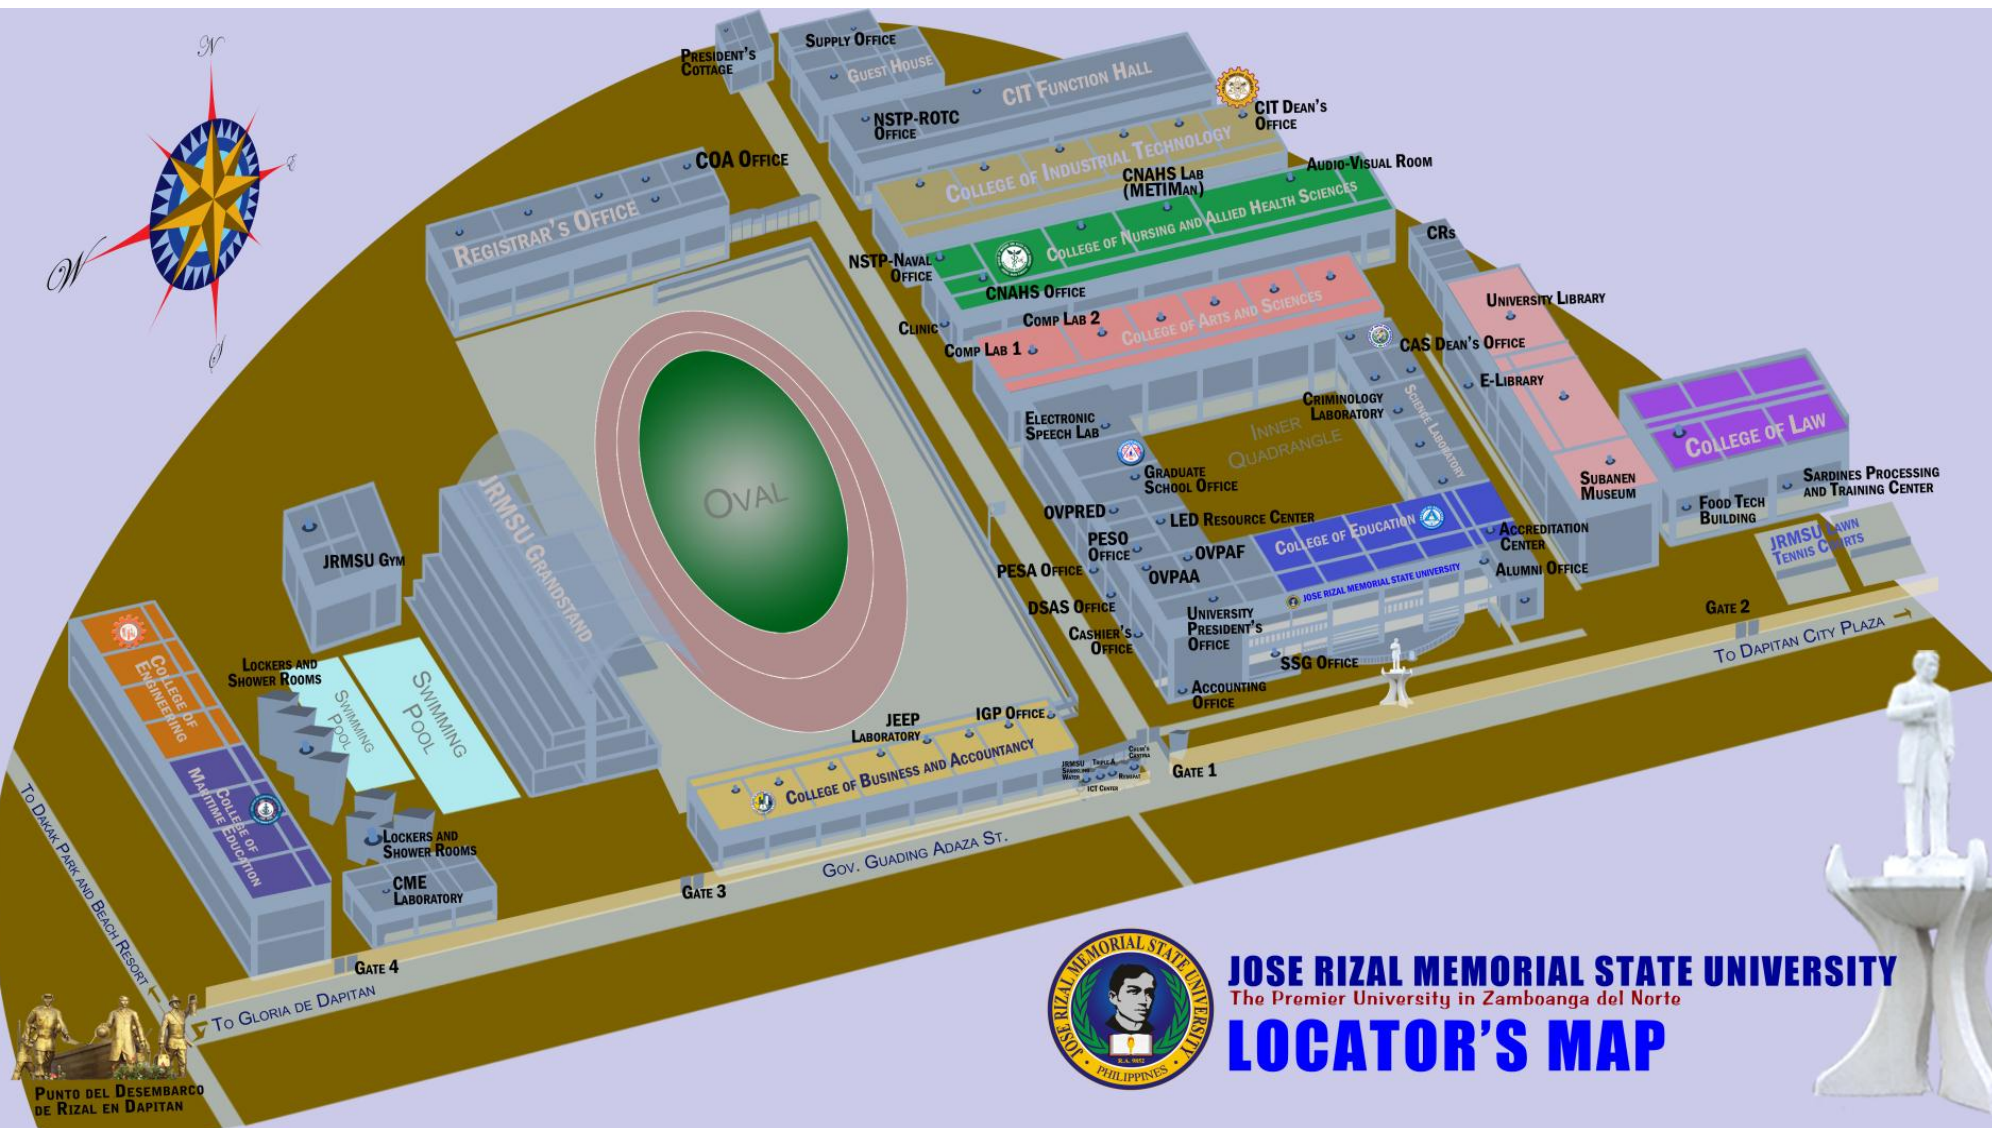 N
E
W
S
President's
Cottage
Supply Office
Guest House
CIT Function Hall
NSTP-ROTC
Office
CIT Dean's
Office
College of Industrial Technology
COA Office
Registrar's Office
CNAHS Lab
(METIMan)
Audio-Visual Room
College of Nursing and Allied Health Sciences
NSTP-Naval
Office
CNAHS Office
CRs
Clinic
Comp Lab 2
Comp Lab 1
College of Arts and Sciences
University Library
CAS Dean's Office
E-Library
Criminology
Laboratory
Science Laboratory
Inner
Quadrangle
Electronic
Speech Lab
Graduate
School Office
College of Law
Subanen
Museum
Food Tech
Building
Sardines Processing
and Training Center
JRMSU Lawn
Tennis Courts
OVPRED
LED Resource Center
PESO
Office
OVPAF
College of Education
Accreditation
Center
PESA Office
OVPAA
Alumni Office
Jose Rizal Memorial State University
DSAS Office
University
President's
Office
Cashier's
Office
SSG Office
Accounting
Office
Gate 2
To Dapitan City Plaza
Oval
JRMSU Grandstand
JRMSU Gym
Lockers and
Shower Rooms
Swimming
Pool
Swimming
Pool
College of
Engineering
College of
Maritime Education
Lockers and
Shower Rooms
CME
Laboratory
JEEP
Laboratory
IGP Office
College of Business and Accountancy
ICT Center
Gate 1
Gov. Guading Adaza St.
Gate 3
Gate 4
To Gloria de Dapitan
To Dakak Park and Beach Resort
Punto del Desembarco
de Rizal en Dapitan
JOSE RIZAL MEMORIAL STATE UNIVERSITY
PHILIPPINES
R.A. 9852
JOSE RIZAL MEMORIAL STATE UNIVERSITY
The Premier University in Zamboanga del Norte
LOCATOR'S MAP